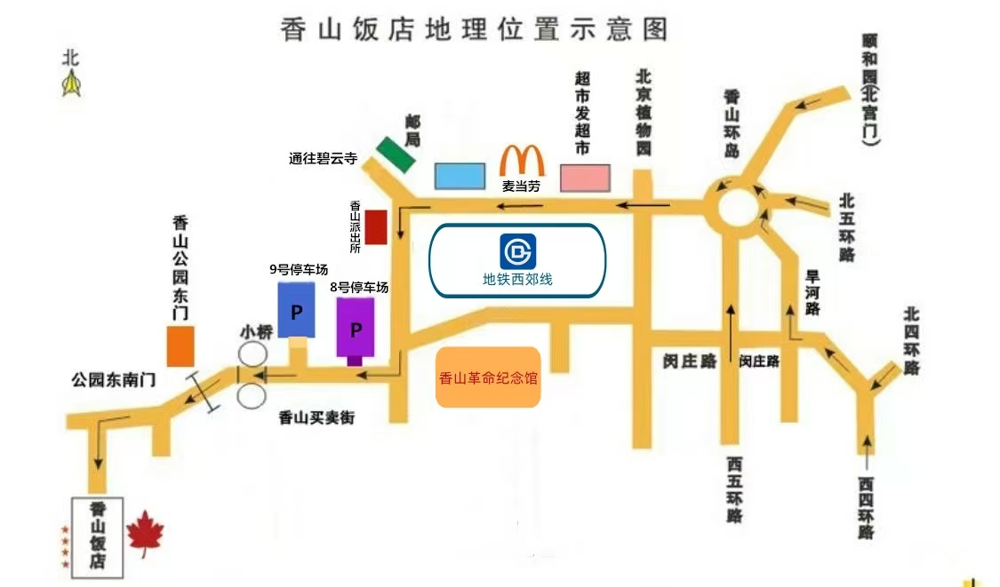 香山饭店地理位置示意图
北
颐和园(北宫门)
超市发超市
北京植物园
香山环岛
邮局
通往碧云寺
麦当劳
香山派出所
北五环路
香山公园东门
地铁西郊线
9号停车场
8号停车场
P
P
旱河路
北四环路
小桥
闵庄路
闵庄路
公园东南门
香山革命纪念馆
香山买卖街
西五环路
西四环路
香山饭店